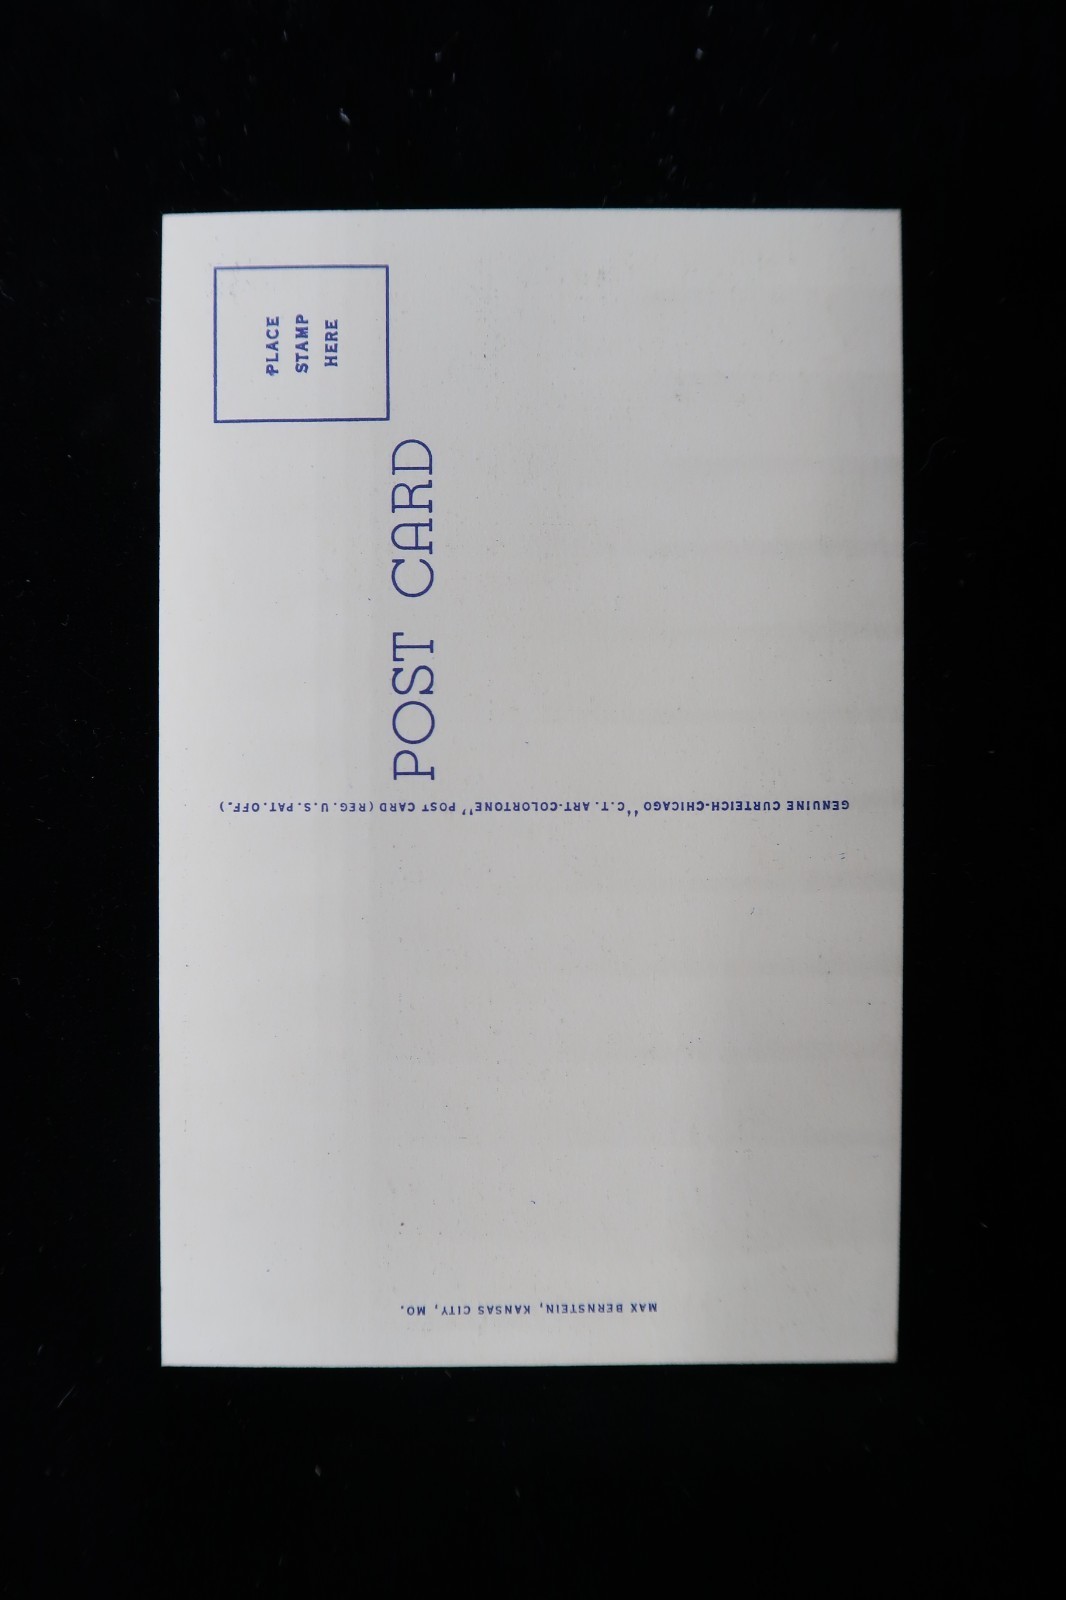 PLACE
STAMP
HERE
POST CARD
GENUINE CURTEICH-CHICAGO "C.T. ART-COLORTONE" POST CARD (REG. U.S. PAT. OFF.)
MAX BERNSTEIN, KANSAS CITY, MO.